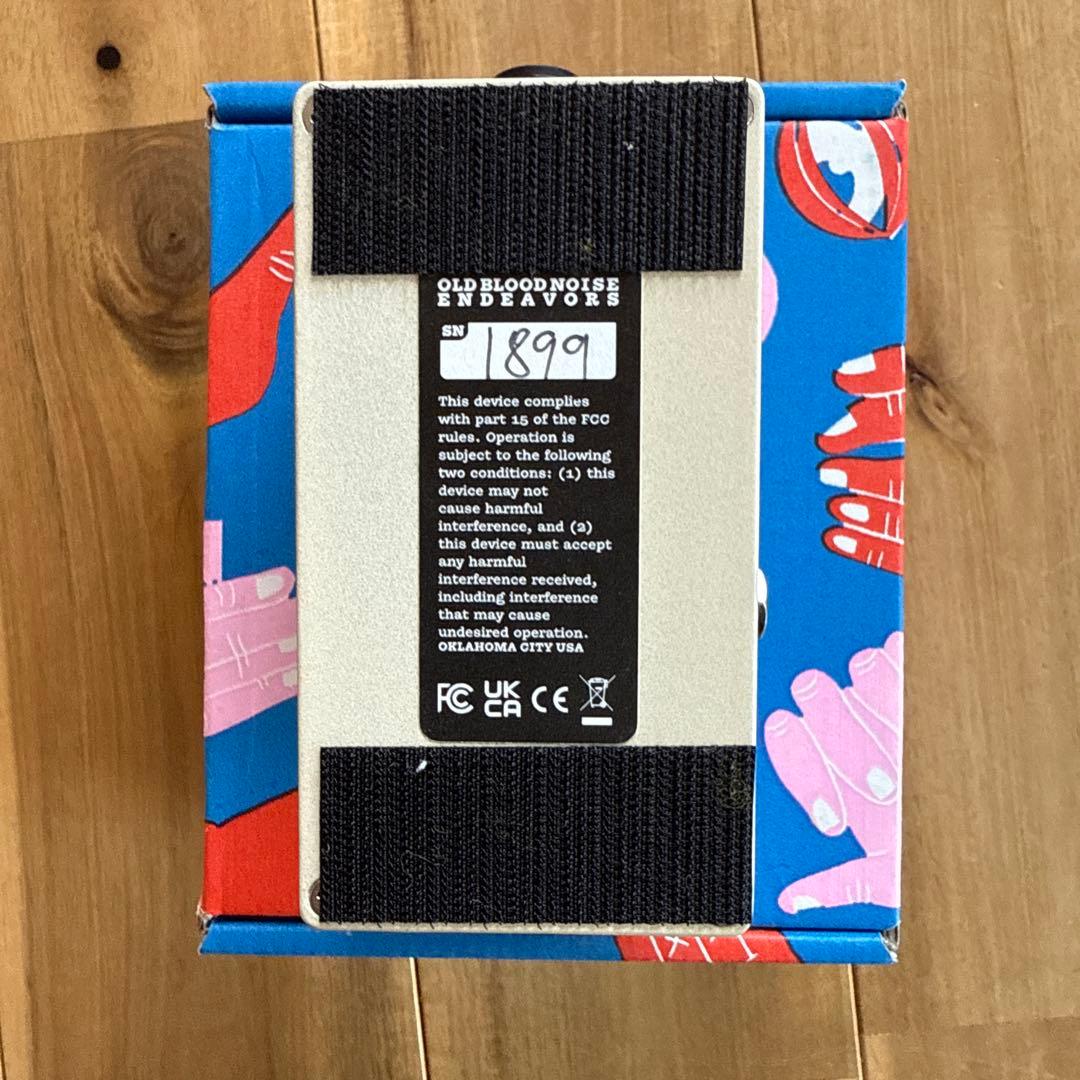 OLD BLOOD NOISE
ENDEAVORS
SN 1899
This device complies
with part 15 of the FCC
rules. Operation is
subject to the following
two conditions: (1) this
device may not
cause harmful
interference, and (2)
this device must accept
any harmful
interference received,
including interference
that may cause
undesired operation.
OKLAHOMA CITY USA
FC UK CA CE